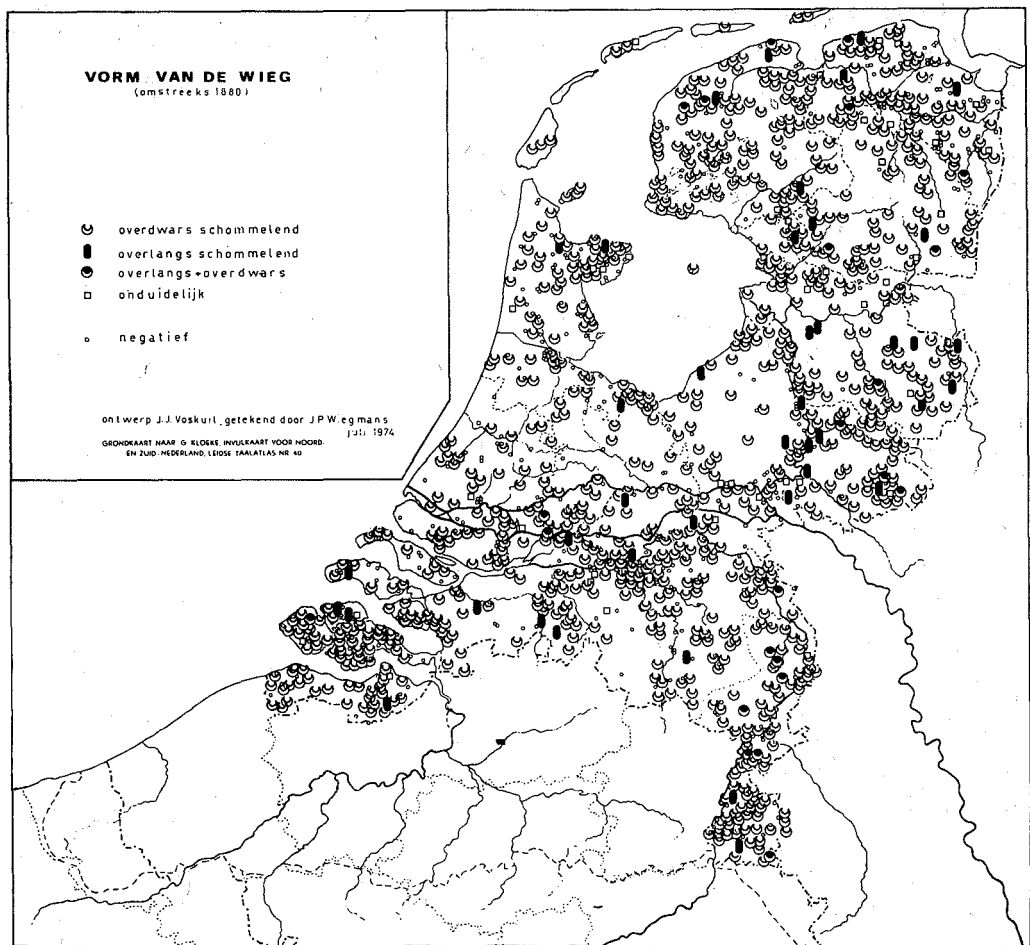 VORM VAN DE WIEG
(omstreeks 1880)
overdwars schommelend
overlangs schommelend
overlangs+overdwars
onduidelijk
negatief
ontwerp J.J. Voskuil, getekend door J P W. egmans
juli 1974
GRONDKAART NAAR G KLOEKE, INVULKAART VOOR NOORD-
EN ZUID-NEDERLAND, LEIDSE TAALATLAS NR 40